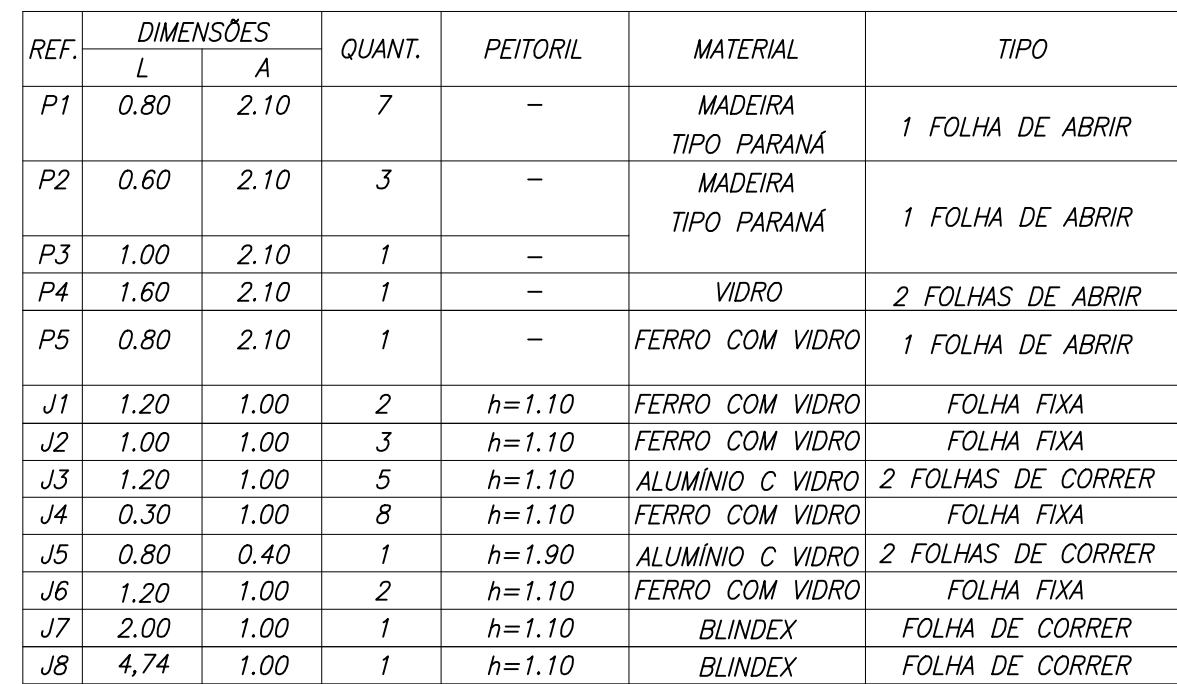 REF. DIMENSÕES QUANT. PEITORIL MATERIAL TIPO
L A
P1 0.80 2.10 7 – MADEIRA
TIPO PARANÁ 1 FOLHA DE ABRIR
P2 0.60 2.10 3 – MADEIRA
TIPO PARANÁ 1 FOLHA DE ABRIR
P3 1.00 2.10 1 –
P4 1.60 2.10 1 – VIDRO 2 FOLHAS DE ABRIR
P5 0.80 2.10 1 – FERRO COM VIDRO 1 FOLHA DE ABRIR
J1 1.20 1.00 2 h=1.10 FERRO COM VIDRO FOLHA FIXA
J2 1.00 1.00 3 h=1.10 FERRO COM VIDRO FOLHA FIXA
J3 1.20 1.00 5 h=1.10 ALUMÍNIO C VIDRO 2 FOLHAS DE CORRER
J4 0.30 1.00 8 h=1.10 FERRO COM VIDRO FOLHA FIXA
J5 0.80 0.40 1 h=1.90 ALUMÍNIO C VIDRO 2 FOLHAS DE CORRER
J6 1.20 1.00 2 h=1.10 FERRO COM VIDRO FOLHA FIXA
J7 2.00 1.00 1 h=1.10 BLINDEX FOLHA DE CORRER
J8 4,74 1.00 1 h=1.10 BLINDEX FOLHA DE CORRER